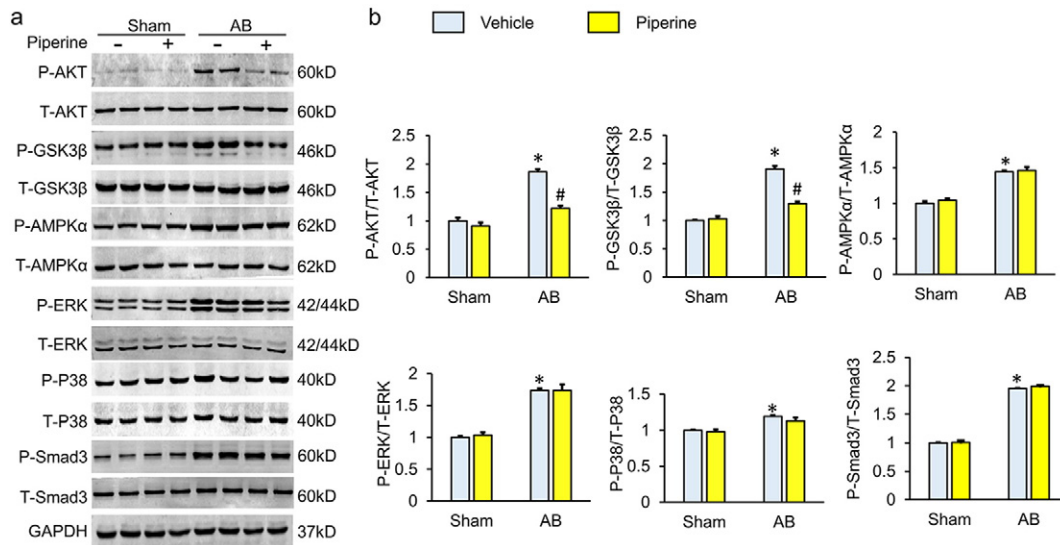 a
Sham AB
Piperine - + - +
P-AKT 60kD
T-AKT 60kD
P-GSK3β 46kD
T-GSK3β 46kD
P-AMPKα 62kD
T-AMPKα 62kD
P-ERK 42/44kD
T-ERK 42/44kD
P-P38 40kD
T-P38 40kD
P-Smad3 60kD
T-Smad3 60kD
GAPDH 37kD
b
Vehicle Piperine
P-AKT/T-AKT
2.5
2
1.5
1
0.5
0
* #
Sham AB
P-GSK3β/T-GSK3β
2.5
2
1.5
1
0.5
0
* #
Sham AB
P-AMPKα/T-AMPKα
2
1.5
1
0.5
0
*
Sham AB
P-ERK/T-ERK
2
1.5
1
0.5
0
*
Sham AB
P-P38/T-P38
2
1.5
1
0.5
0
*
Sham AB
P-Smad3/T-Smad3
2.5
2
1.5
1
0.5
0
*
Sham AB